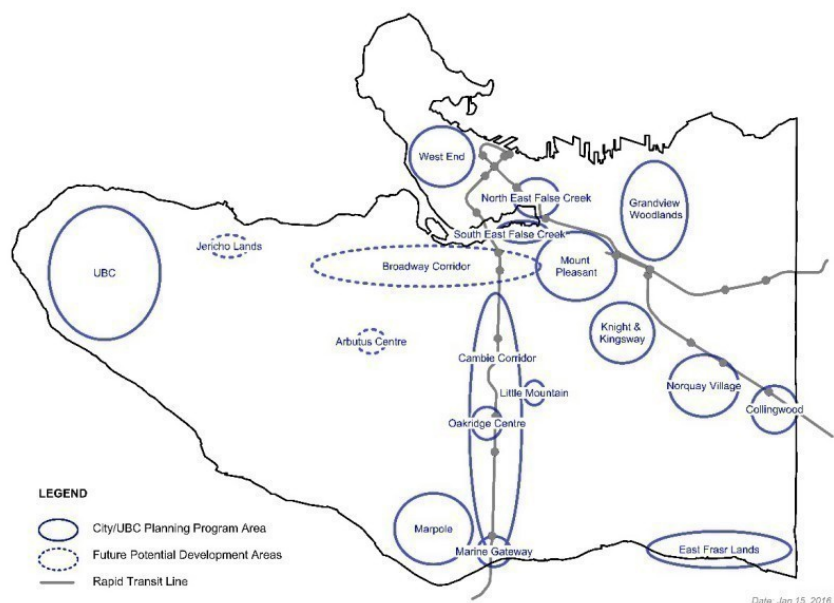 West End
North East False Creek
Grandview
Woodlands
South East False Creek
Jericho Lands
UBC
Broadway Corridor
Mount
Pleasant
Arbutus Centre
Knight &
Kingsway
Cambie Corridor
Little Mountain
Norquay Village
Collingwood
Oakridge Centre
LEGEND
City/UBC Planning Program Area
Future Potential Development Areas
Rapid Transit Line
Marpole
Marine Gateway
East Frasr Lands
Date: Jan 15, 2016